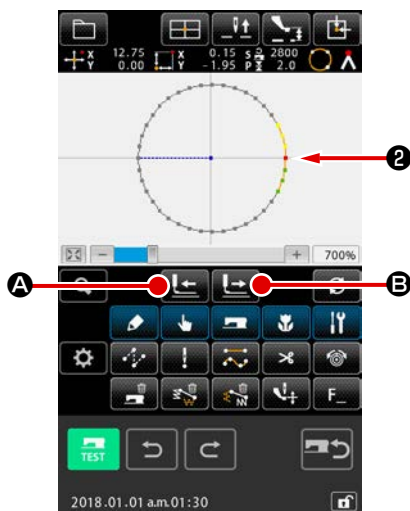 X 12.75 X 0.15 S 2800
Y 0.00 Y -1.95 P 2.0
❷
700%
A B
F_
TEST
2018.01.01 a.m.01:30